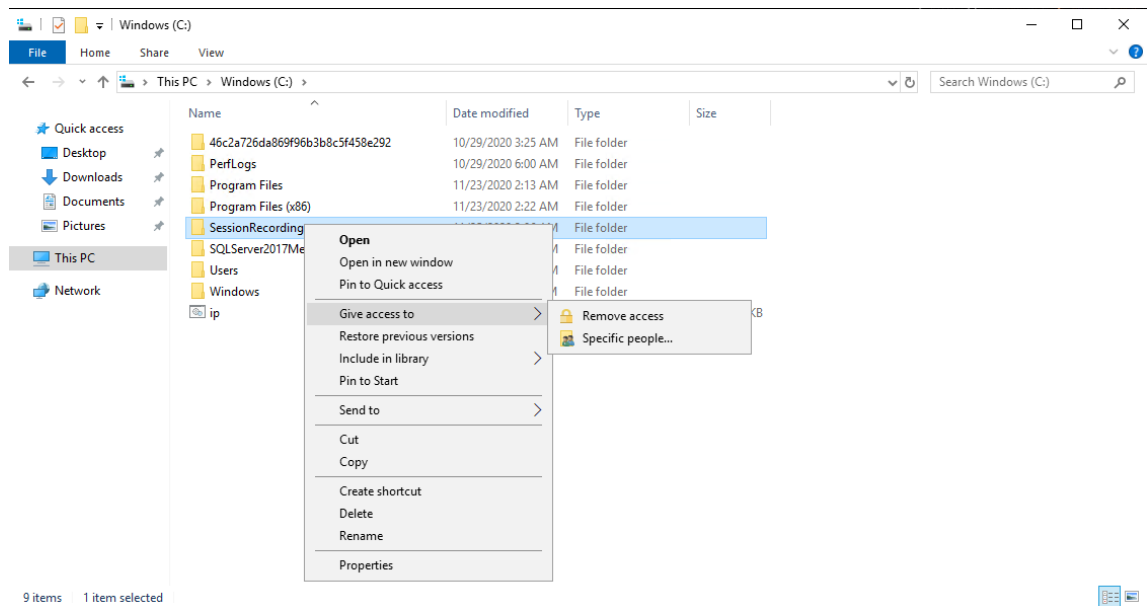 Windows (C:)
File Home Share View
This PC > Windows (C:) >
Search Windows (C:)
Quick access
Desktop
Downloads
Documents
Pictures
This PC
Network
Name Date modified Type Size
46c2a726da869f96b3b8c5f458e292 10/29/2020 3:25 AM File folder
PerfLogs 10/29/2020 6:00 AM File folder
Program Files 11/23/2020 2:13 AM File folder
Program Files (x86) 11/23/2020 2:22 AM File folder
SessionRecording File folder
SQLServer2017Me File folder
Users File folder
Windows File folder
ip KB
Open
Open in new window
Pin to Quick access
Give access to
Restore previous versions
Include in library
Pin to Start
Send to
Cut
Copy
Create shortcut
Delete
Rename
Properties
Remove access
Specific people...
9 items 1 item selected